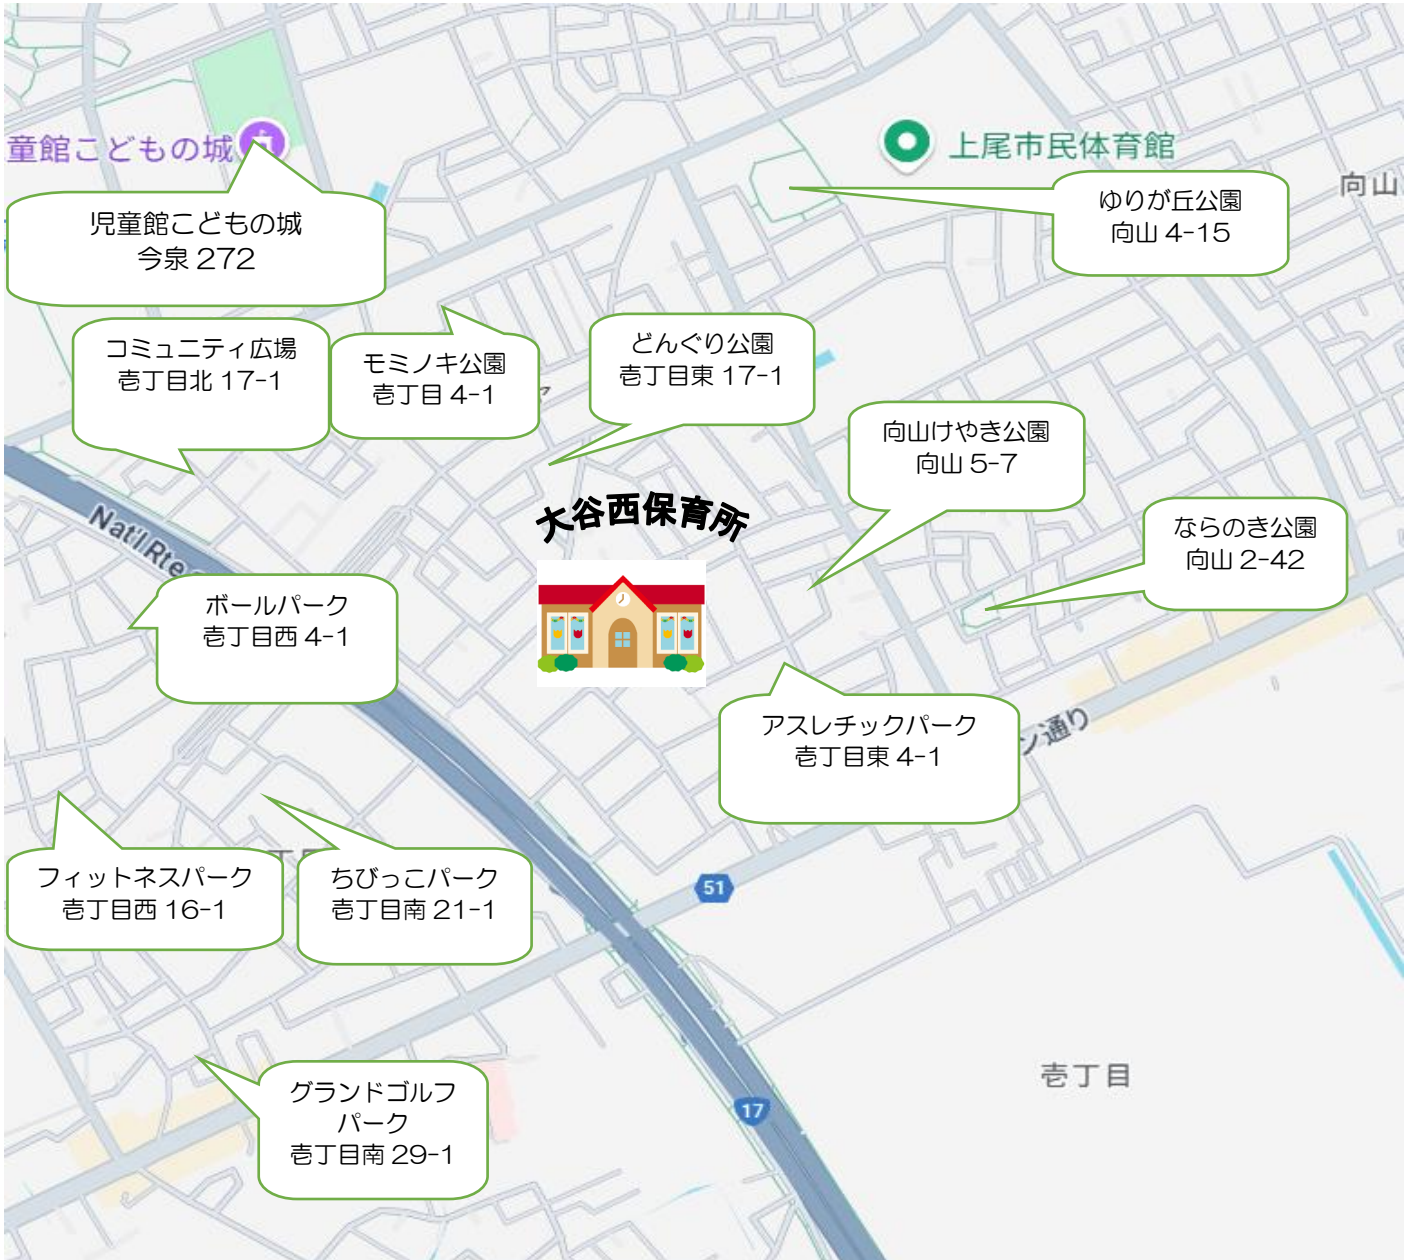 童館こどもの城
上尾市民体育館
向山
ゆりが丘公園
向山 4-15
児童館こどもの城
今泉 272
コミュニティ広場
壱丁目北 17-1
モミノキ公園
壱丁目 4-1
どんぐり公園
壱丁目東 17-1
向山けやき公園
向山 5-7
ならのき公園
向山 2-42
大谷西保育所
Nat'l Rte
ボールパーク
壱丁目西 4-1
アスレチックパーク
壱丁目東 4-1
ン通り
フィットネスパーク
壱丁目西 16-1
ちびっこパーク
壱丁目南 21-1
51
壱丁目
17
グランドゴルフ
パーク
壱丁目南 29-1